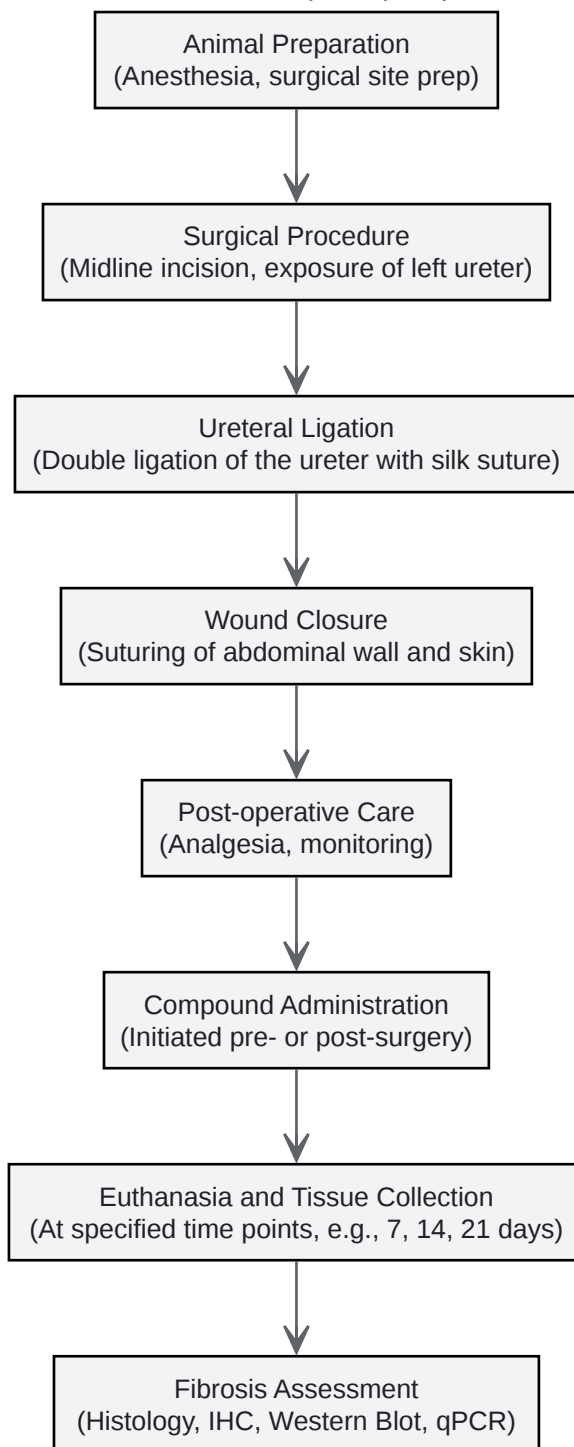 Animal Preparation
(Anesthesia, surgical site prep)
Surgical Procedure
(Midline incision, exposure of left ureter)
Ureteral Ligation
(Double ligation of the ureter with silk suture)
Wound Closure
(Suturing of abdominal wall and skin)
Post-operative Care
(Analgesia, monitoring)
Compound Administration
(Initiated pre- or post-surgery)
Euthanasia and Tissue Collection
(At specified time points, e.g., 7, 14, 21 days)
Fibrosis Assessment
(Histology, IHC, Western Blot, qPCR)